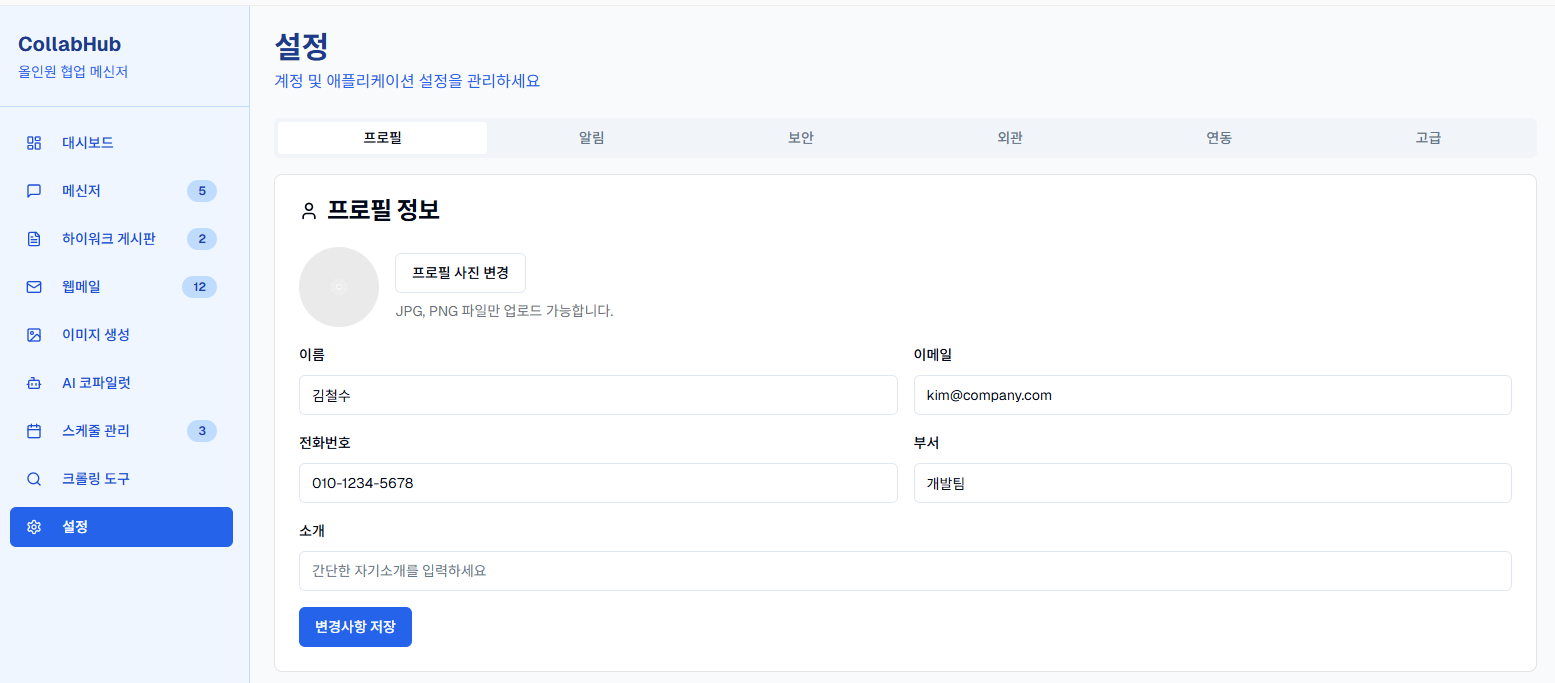 CollabHub
올인원 협업 메신저
대시보드
메신저 5
하이워크 게시판 2
웹메일 12
이미지 생성
AI 코파일럿
스케줄 관리 3
크롤링 도구
설정
설정
계정 및 애플리케이션 설정을 관리하세요
프로필 알림 보안 외관 연동 고급
프로필 정보
프로필 사진 변경
JPG, PNG 파일만 업로드 가능합니다.
이름 이메일
김철수 kim@company.com
전화번호 부서
010-1234-5678 개발팀
소개
간단한 자기소개를 입력하세요
변경사항 저장